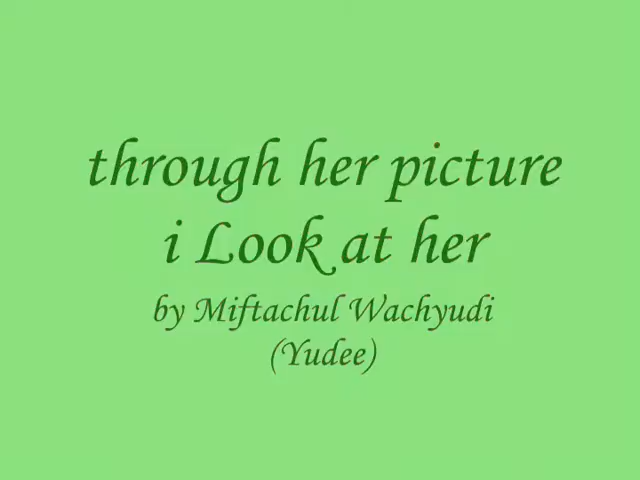 through her picture
i Look at her
by Miftachul Wachyudi
(Yudee)